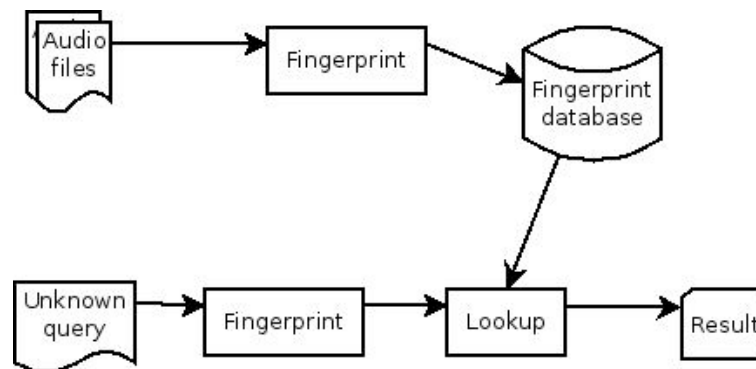 Audio
files
Fingerprint
Fingerprint
database
Unknown
query
Fingerprint
Lookup
Result